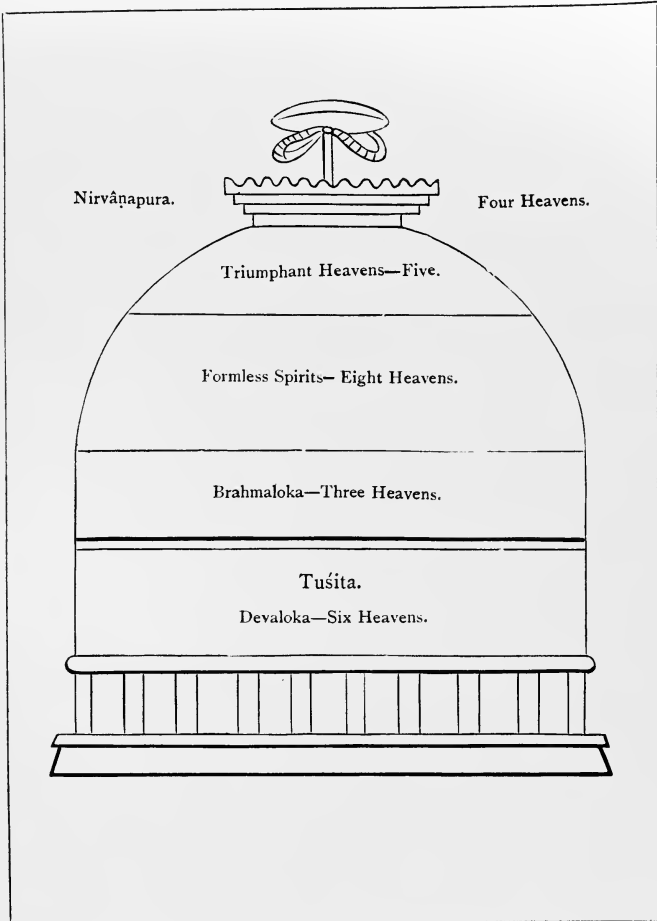 Nirvâṇapura.
Four Heavens.
Triumphant Heavens—Five.
Formless Spirits— Eight Heavens.
Brahmaloka—Three Heavens.
Tuśita.
Devaloka—Six Heavens.